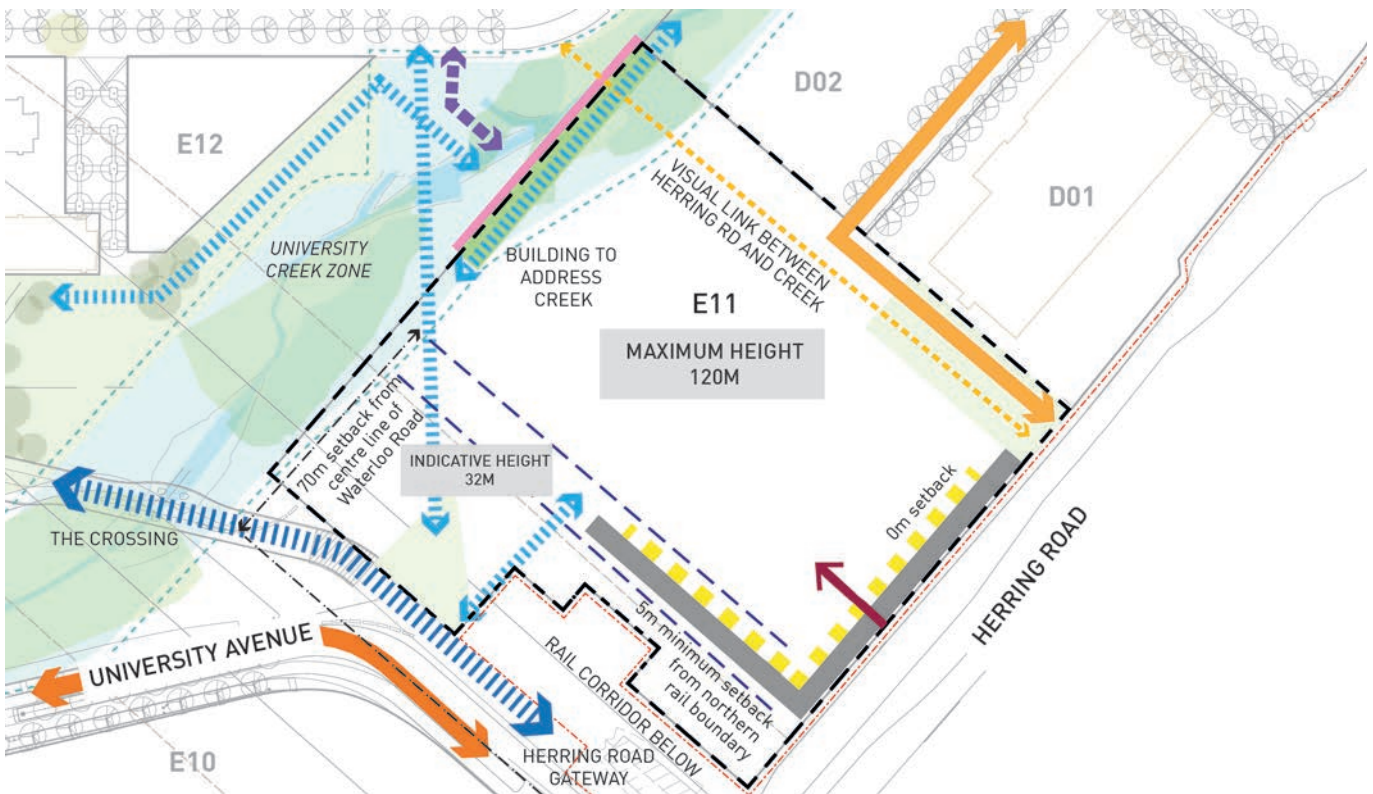 D02
E12
D01
VISUAL LINK BETWEEN
HERRING RD AND CREEK
UNIVERSITY
CREEK ZONE
BUILDING TO
ADDRESS
CREEK
E11
MAXIMUM HEIGHT
120M
70m setback from
centre line of
Waterloo Road
INDICATIVE HEIGHT
32M
0m setback
THE CROSSING
HERRING ROAD
5m minimum setback
from northern
rail boundary
UNIVERSITY AVENUE
RAIL CORRIDOR BELOW
E10
HERRING ROAD
GATEWAY